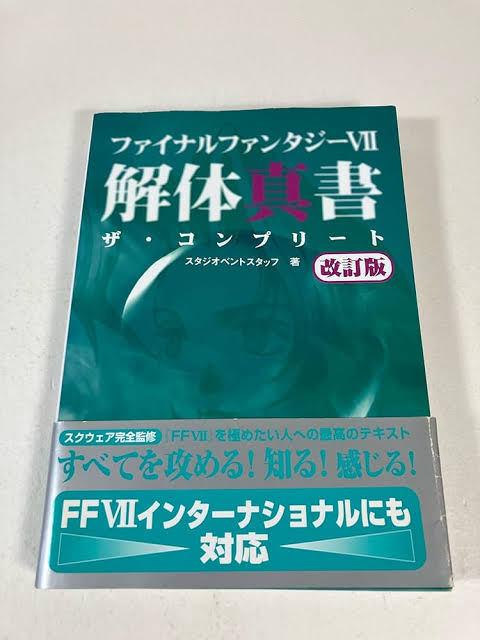 ファイナルファンタジーⅦ
解体真書
ザ・コンプリート
スタジオベントスタッフ 著
改訂版
スクウェア完全監修 「FFⅦ」を極めたい人への最高のテキスト
すべてを攻める!知る!感じる!
FFⅦインターナショナルにも
対応